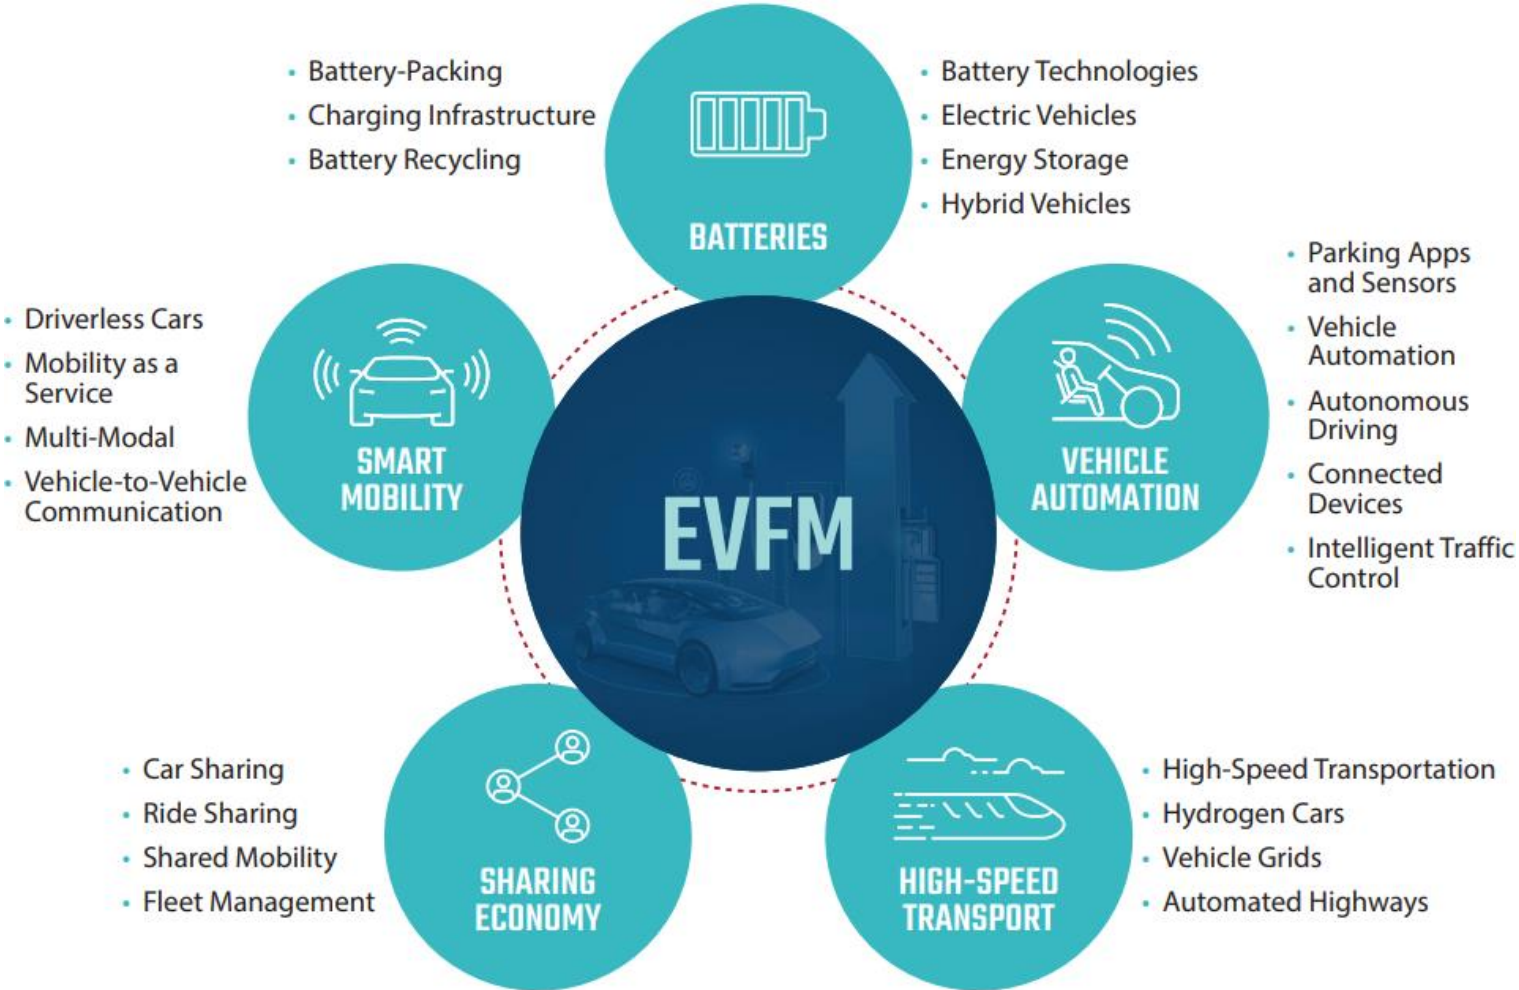 • Battery-Packing
• Charging Infrastructure
• Battery Recycling
BATTERIES
• Battery Technologies
• Electric Vehicles
• Energy Storage
• Hybrid Vehicles
• Driverless Cars
• Mobility as a
Service
• Multi-Modal
• Vehicle-to-Vehicle
Communication
SMART
MOBILITY
EVFM
VEHICLE
AUTOMATION
• Parking Apps
and Sensors
• Vehicle
Automation
• Autonomous
Driving
• Connected
Devices
• Intelligent Traffic
Control
• Car Sharing
• Ride Sharing
• Shared Mobility
• Fleet Management
SHARING
ECONOMY
HIGH-SPEED
TRANSPORT
• High-Speed Transportation
• Hydrogen Cars
• Vehicle Grids
• Automated Highways